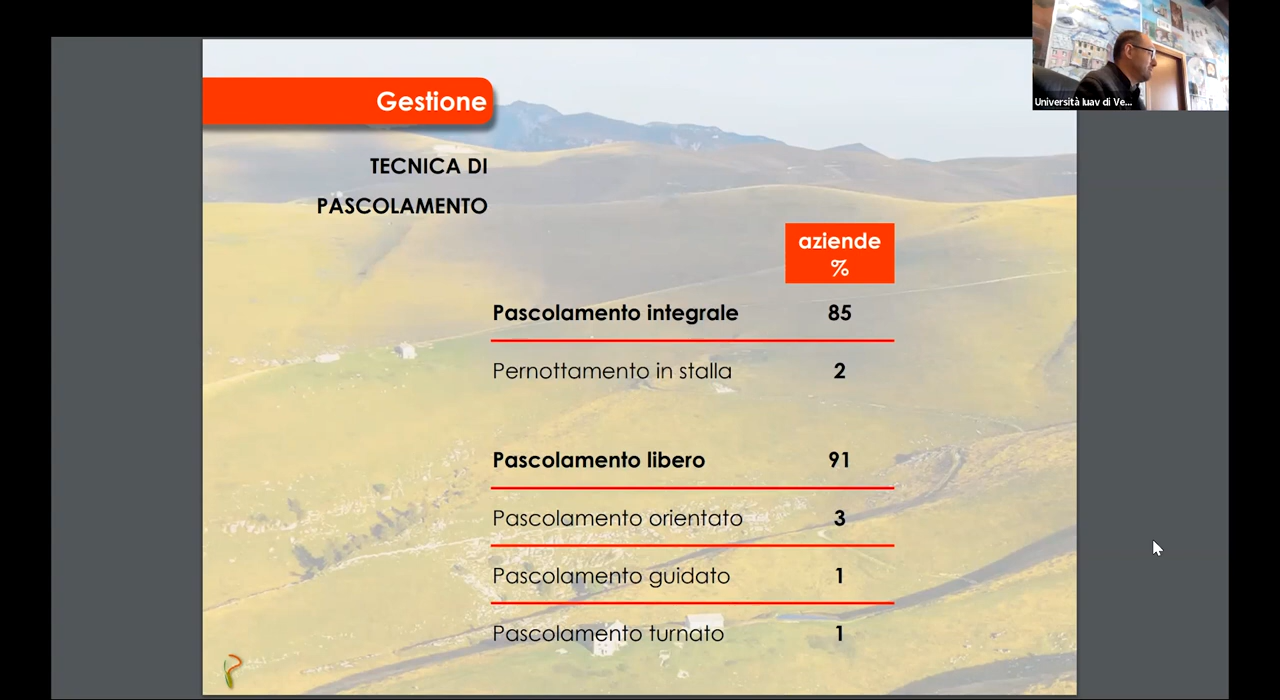 Gestione
Università Iuav di Ve...
TECNICA DI
PASCOLAMENTO
aziende
%
Pascolamento integrale 85
Pernottamento in stalla 2
Pascolamento libero 91
Pascolamento orientato 3
Pascolamento guidato 1
Pascolamento turnato 1